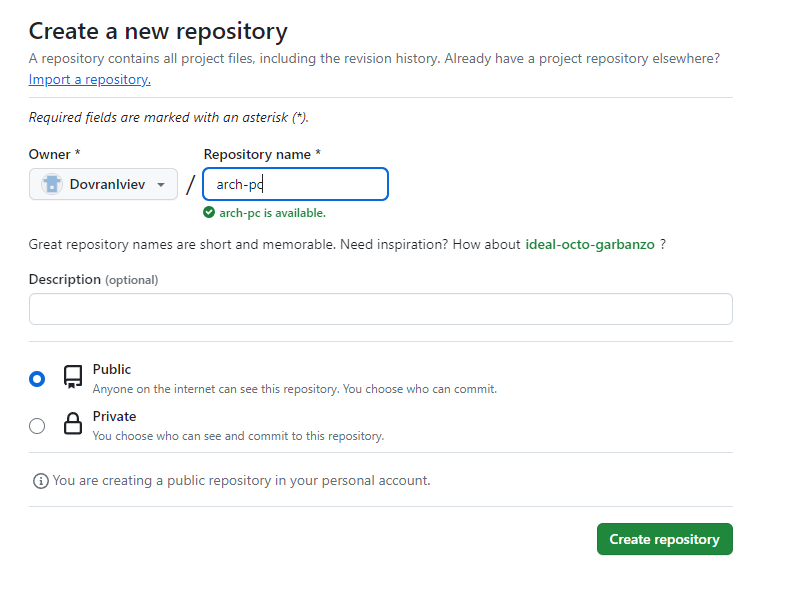 Create a new repository
A repository contains all project files, including the revision history. Already have a project repository elsewhere?
Import a repository.
Required fields are marked with an asterisk (*).
Owner * Repository name *
Dovranlviev / arch-pc
arch-pc is available.
Great repository names are short and memorable. Need inspiration? How about ideal-octo-garbanzo ?
Description (optional)
Public
Anyone on the internet can see this repository. You choose who can commit.
Private
You choose who can see and commit to this repository.
You are creating a public repository in your personal account.
Create repository